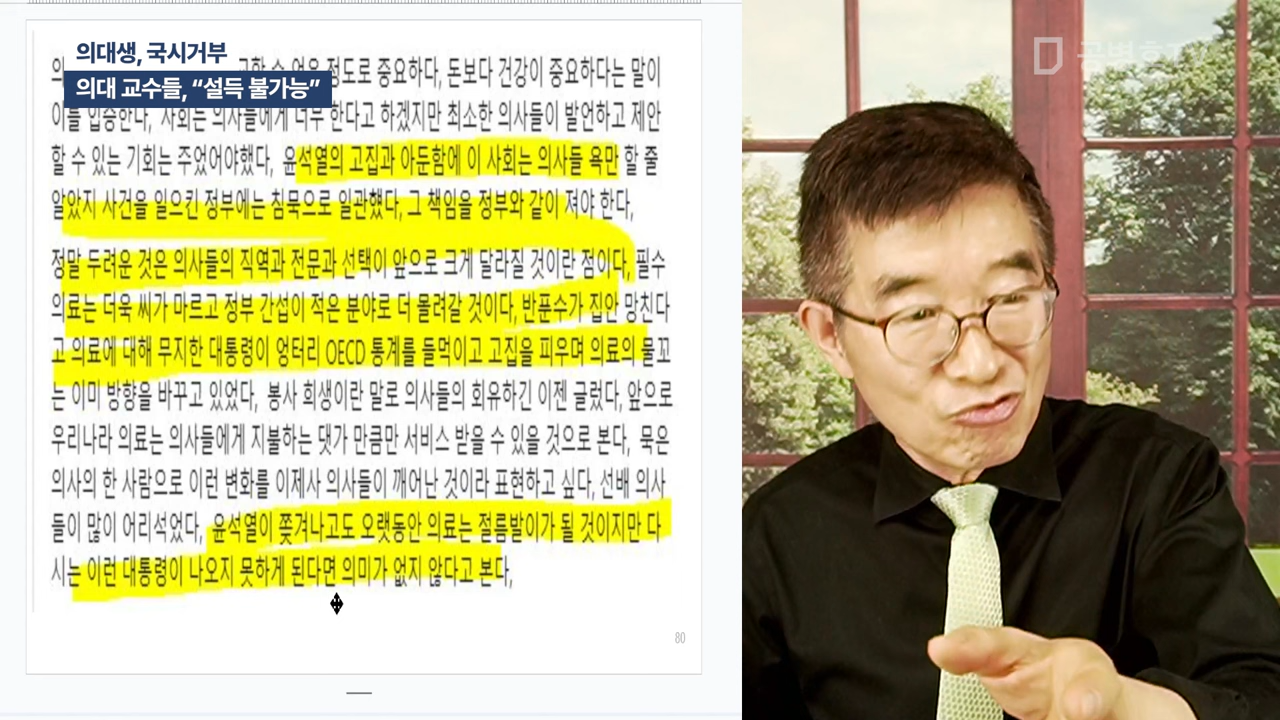 의대생, 국시거부
의대 교수들, “설득 불가능”
의 수 없을 정도로 중요하다, 돈보다 건강이 중요하다는 말이
이를 입증한다, 사회는 의사들에게 너무 한다고 하겠지만 최소한 의사들이 발언하고 제안
할 수 있는 기회는 주었어야했다, 윤석열의 고집과 아둔함에 이 사회는 의사들 욕만 할 줄
알았지 사건을 일으킨 정부에는 침묵으로 일관했다, 그 책임을 정부와 같이 져야 한다,
정말 두려운 것은 의사들의 직역과 전문과 선택이 앞으로 크게 달라질 것이란 점이다, 필수
의료는 더욱 씨가 마르고 정부 간섭이 적은 분야로 더 몰려갈 것이다, 반푼수가 집안 망친다
고 의료에 대해 무지한 대통령이 엉터리 OECD 통계를 들먹이고 고집을 피우며 의료의 물꼬
는 이미 방향을 바꾸고 있었다, 봉사 희생이란 말로 의사들의 회유하긴 이젠 글렀다, 앞으로
우리나라 의료는 의사들에게 지불하는 댓가 만큼만 서비스 받을 수 있을 것으로 본다, 묵은
의사의 한 사람으로 이런 변화를 이제사 의사들이 깨어난 것이라 표현하고 싶다, 선배 의사
들이 많이 어리석었다, 윤석열이 쫒겨나고도 오랫동안 의료는 절름발이가 될 것이지만 다
시는 이런 대통령이 나오지 못하게 된다면 의미가 없지 않다고 본다,
80